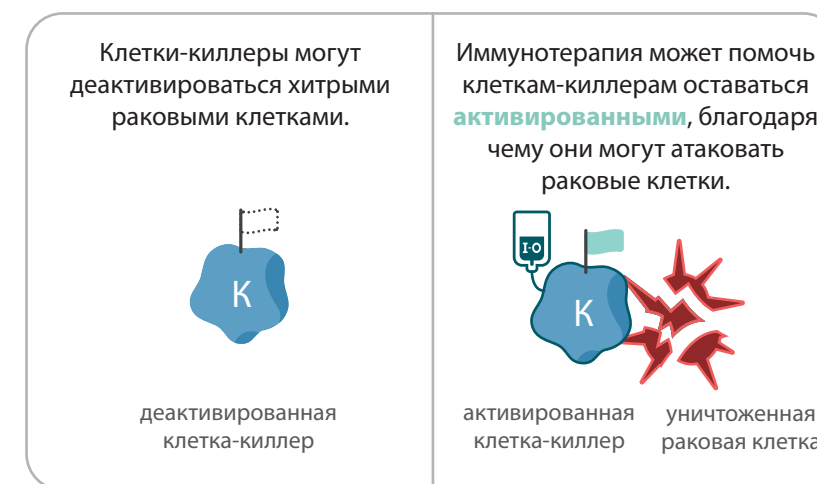 Клетки-киллеры могут
деактивироваться хитрыми
раковыми клетками.
К
деактивированная
клетка-киллер
Иммунотерапия может помочь
клеткам-киллерам оставаться
активированными, благодаря
чему они могут атаковать
раковые клетки.
I-O
К
активированная
клетка-киллер
уничтоженная
раковая клетка